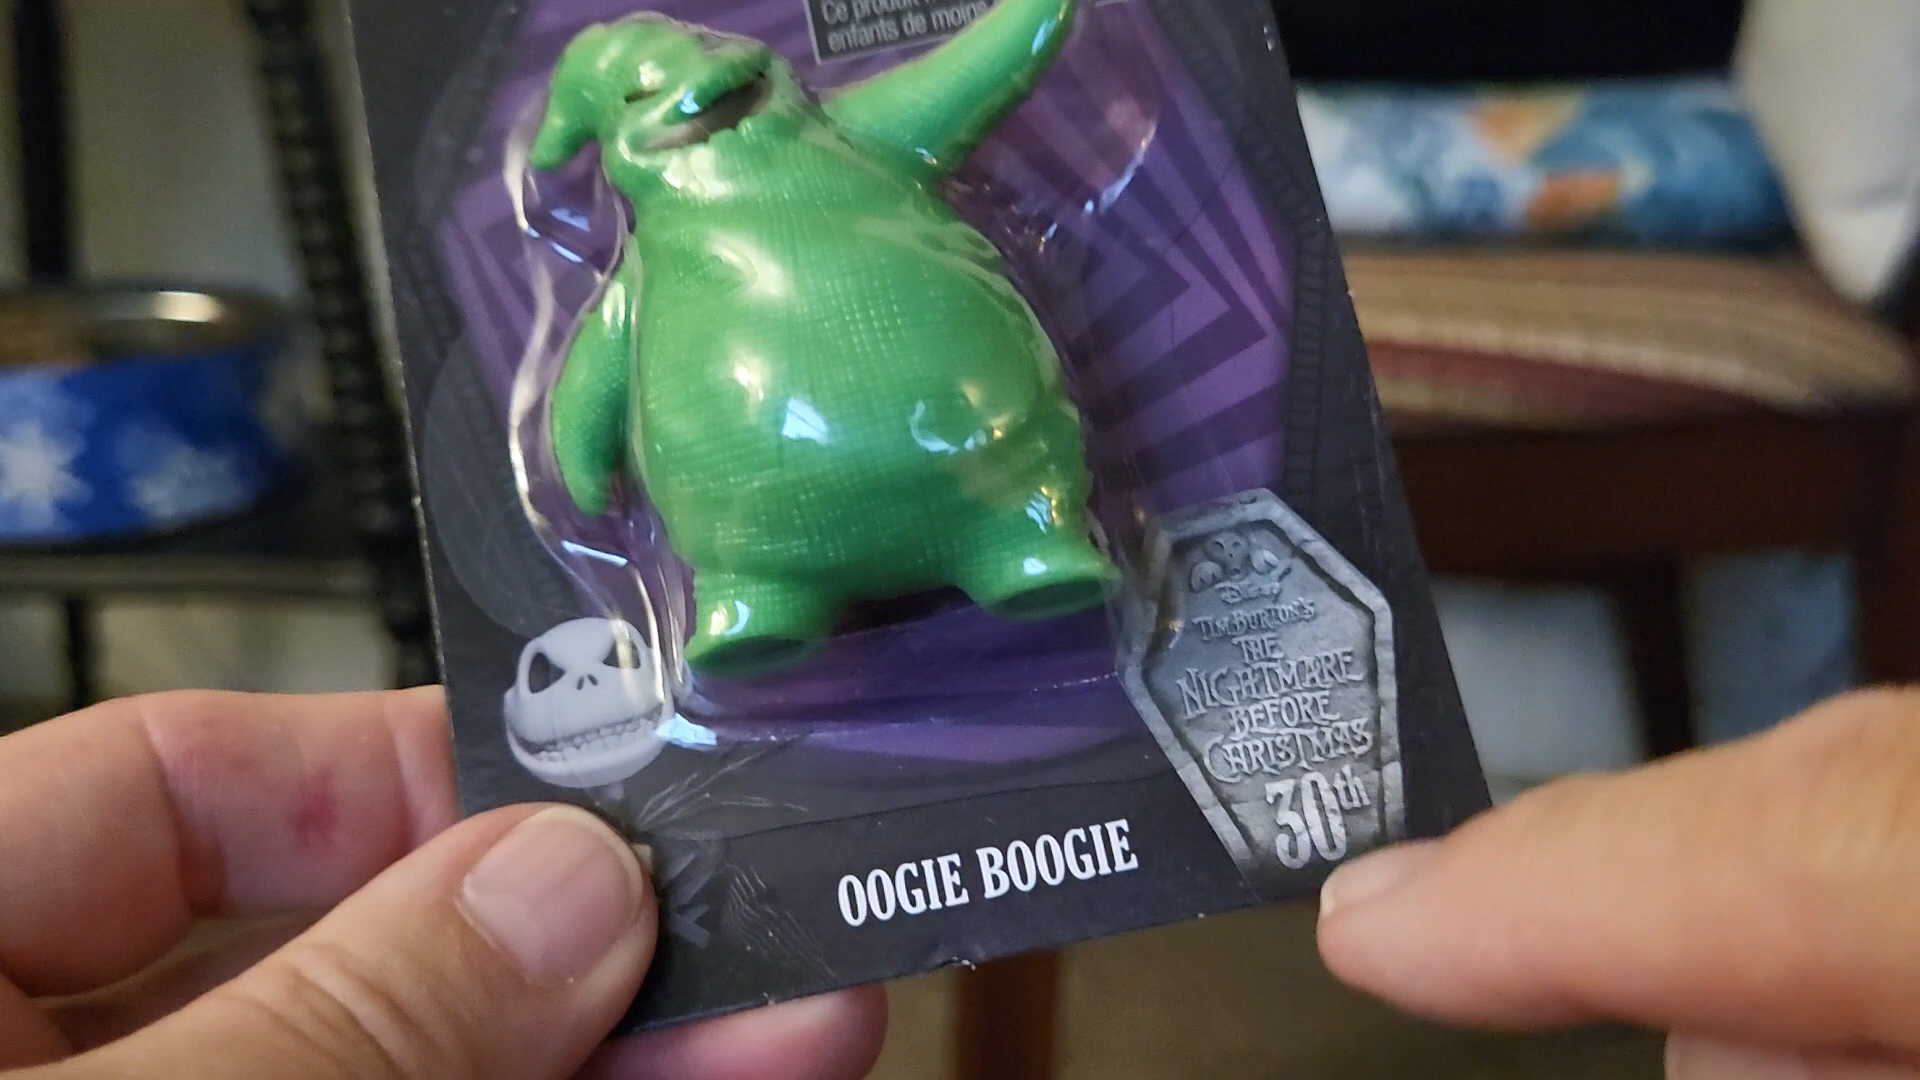 Ce produit
enfants de moins
Disney
TIM BURTON'S
THE
NIGHTMARE
BEFORE
CHRISTMAS
30th
OOGIE BOOGIE